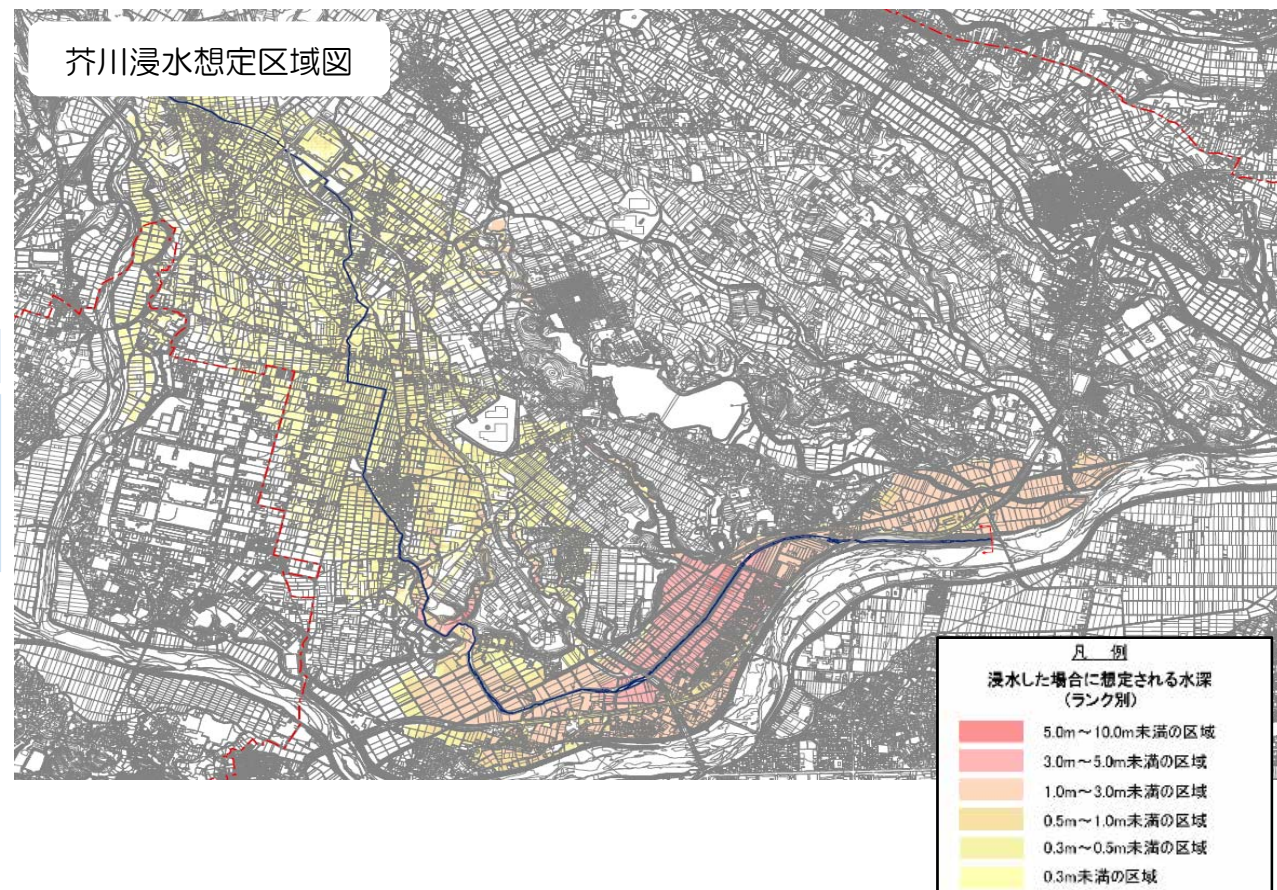 芥川浸水想定区域図
凡 例
浸水した場合に想定される水深
(ランク別)
5.0m～10.0m未満の区域
3.0m～5.0m未満の区域
1.0m～3.0m未満の区域
0.5m～1.0m未満の区域
0.3m～0.5m未満の区域
0.3m未満の区域